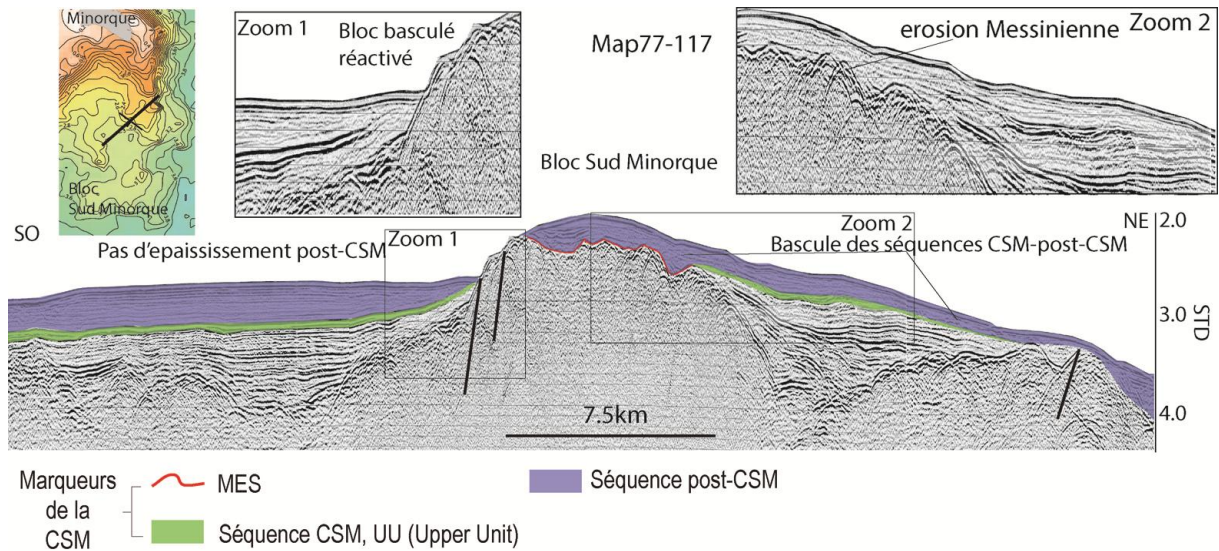 Minorque
Bloc
Sud Minorque
Zoom 1
Bloc basculé
réactivé
Map77-117
erosion Messinienne
Zoom 2
Bloc Sud Minorque
SO
Pas d'epaississement post-CSM
Zoom 1
Zoom 2
NE
2.0
Bascule des séquences CSM-post-CSM
3.0
STD
7.5km
4.0
Marqueurs
de la
CSM
MES
Séquence post-CSM
Séquence CSM, UU (Upper Unit)